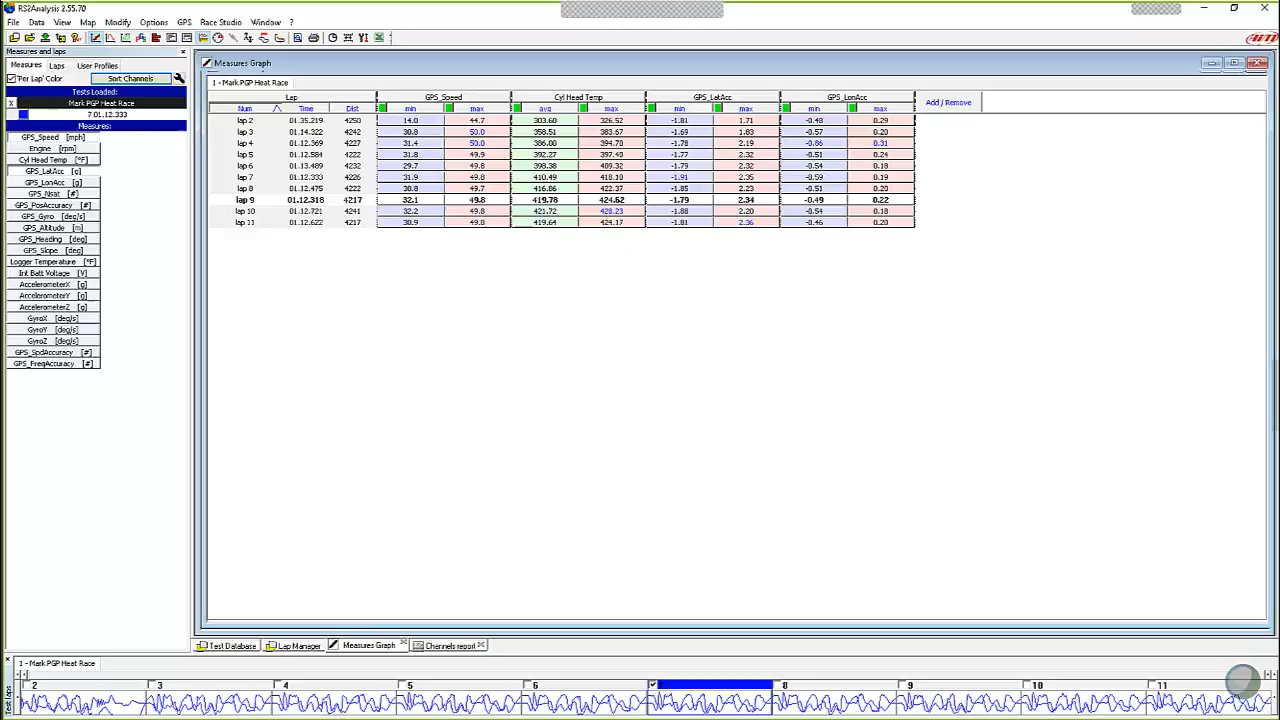 RS2Analysis 2.55.70
File Data View Map Modify Options GPS Race Studio Window ?
Measures and laps
Measures Laps User Profiles
'Per Lap' Color Sort Channels
Tests Loaded:
x Mark PGP Heat Race
7 01.12.333
Measures:
GPS_Speed [mph]
Engine [rpm]
Cyl Head Temp [°F]
GPS_LatAcc [g]
GPS_LonAcc [g]
GPS_Nsat [#]
GPS_PosAccuracy [#]
GPS_Gyro [deg/s]
GPS_Altitude [m]
GPS_Heading [deg]
GPS_Slope [deg]
Logger Temperature [°F]
Int Batt Voltage [V]
AccelerometerX [g]
AccelerometerY [g]
AccelerometerZ [g]
GyroX [deg/s]
GyroY [deg/s]
GyroZ [deg/s]
GPS_SpdAccuracy [#]
GPS_FreqAccuracy [#]
Measures Graph
1 - Mark PGP Heat Race
Lap GPS_Speed Cyl Head Temp GPS_LatAcc GPS_LonAcc Add / Remove
Num Time Dist min max avg max min max min max
lap 2 01.35.219 4250 14.0 44.7 303.60 326.52 -1.81 1.71 -0.48 0.29
lap 3 01.14.322 4242 30.8 50.0 358.51 383.67 -1.69 1.83 -0.57 0.20
lap 4 01.12.369 4227 31.4 50.0 386.00 394.70 -1.78 2.19 -0.86 0.31
lap 5 01.12.584 4222 31.8 49.9 392.27 397.40 -1.77 2.32 -0.51 0.24
lap 6 01.13.489 4232 29.7 49.8 398.38 409.32 -1.79 2.32 -0.54 0.18
lap 7 01.12.333 4226 31.9 49.8 410.49 418.10 -1.91 2.35 -0.59 0.19
lap 8 01.12.475 4222 30.8 49.7 416.86 422.37 -1.85 2.23 -0.51 0.20
lap 9 01.12.318 4217 32.1 49.8 419.78 424.62 -1.79 2.34 -0.49 0.22
lap 10 01.12.721 4241 32.2 49.8 421.72 428.23 -1.88 2.20 -0.54 0.18
lap 11 01.12.622 4217 30.9 49.8 419.64 424.17 -1.81 2.36 -0.46 0.20
Test Database Lap Manager Measures Graph Channels report
1 - Mark PGP Heat Race
2 3 4 5 6 7 8 9 10 11
Test laps